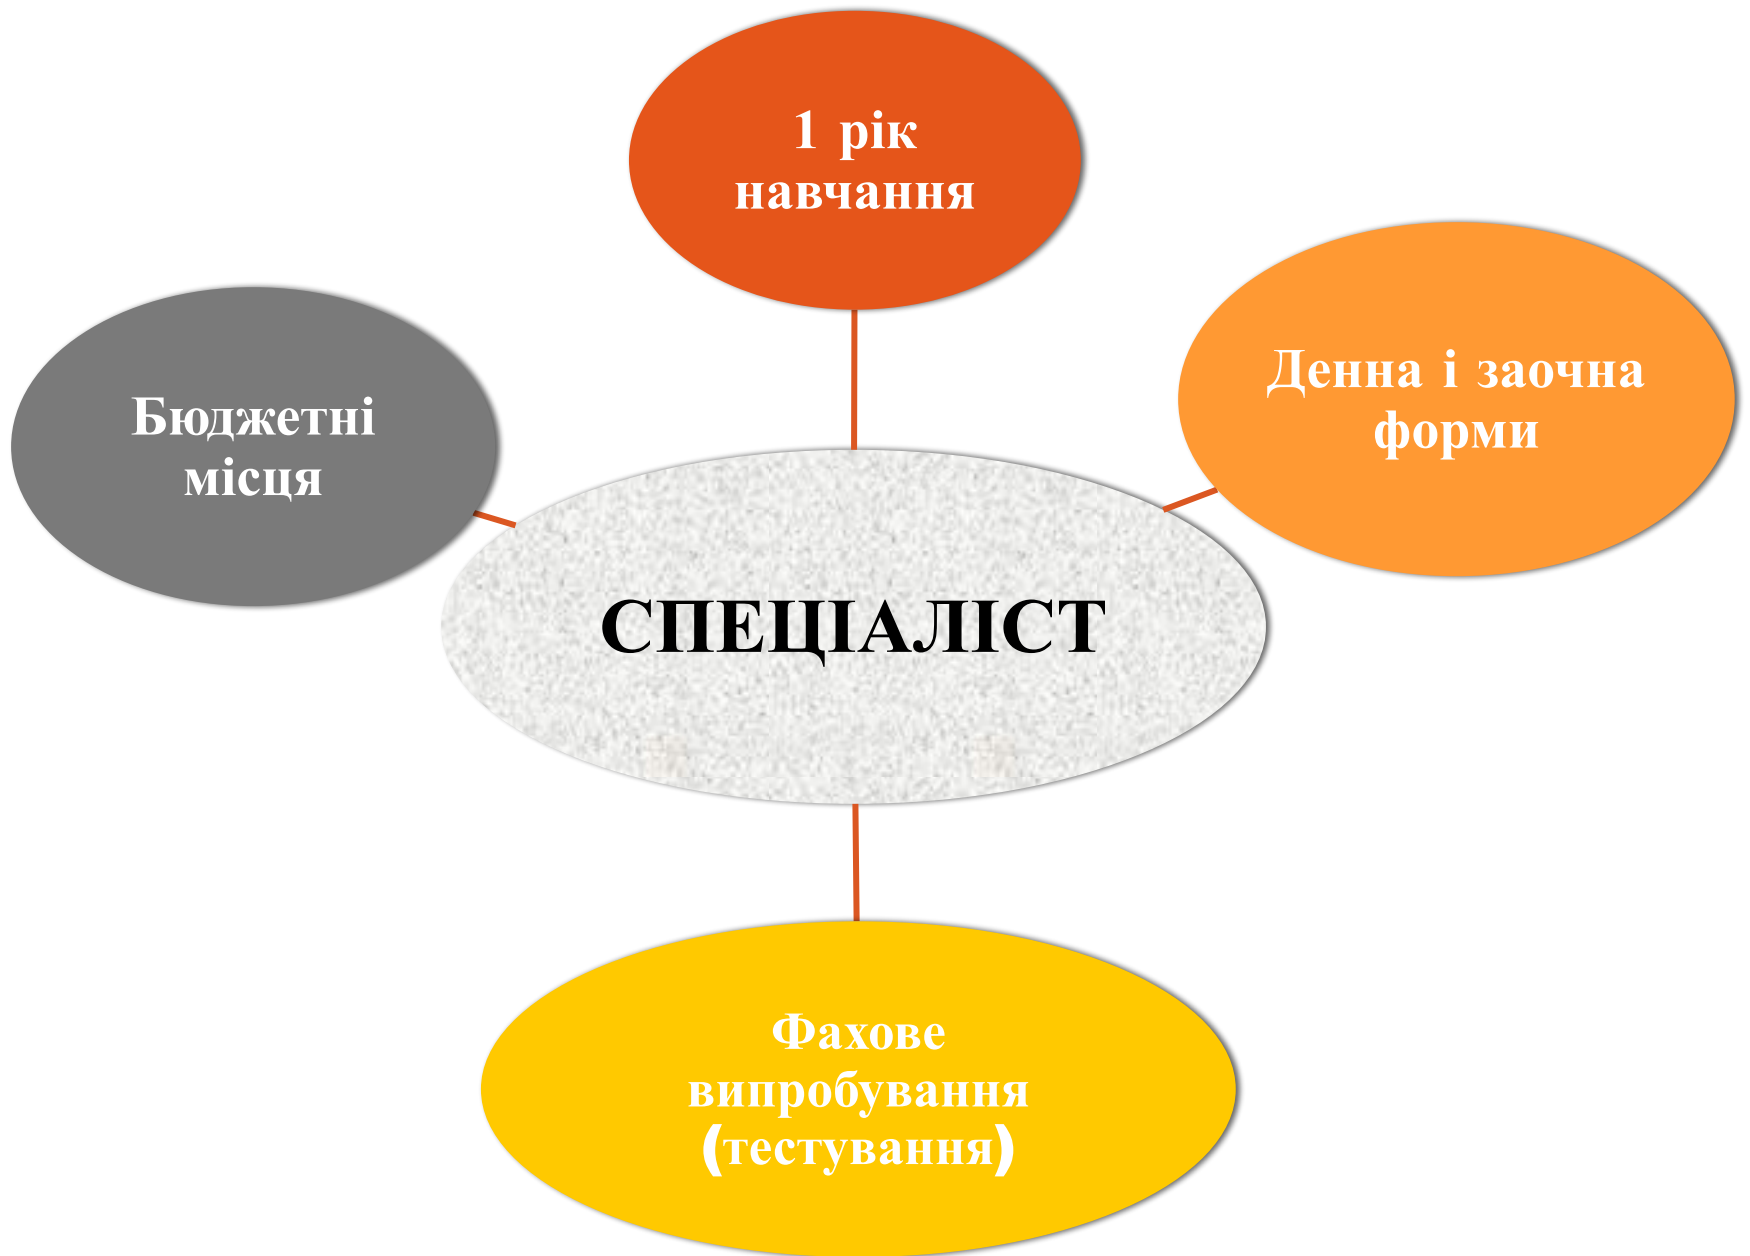 1 рік
навчання
Денна і заочна
форми
Бюджетні
місця
СПЕЦІАЛІСТ
Фахове
випробування
(тестування)